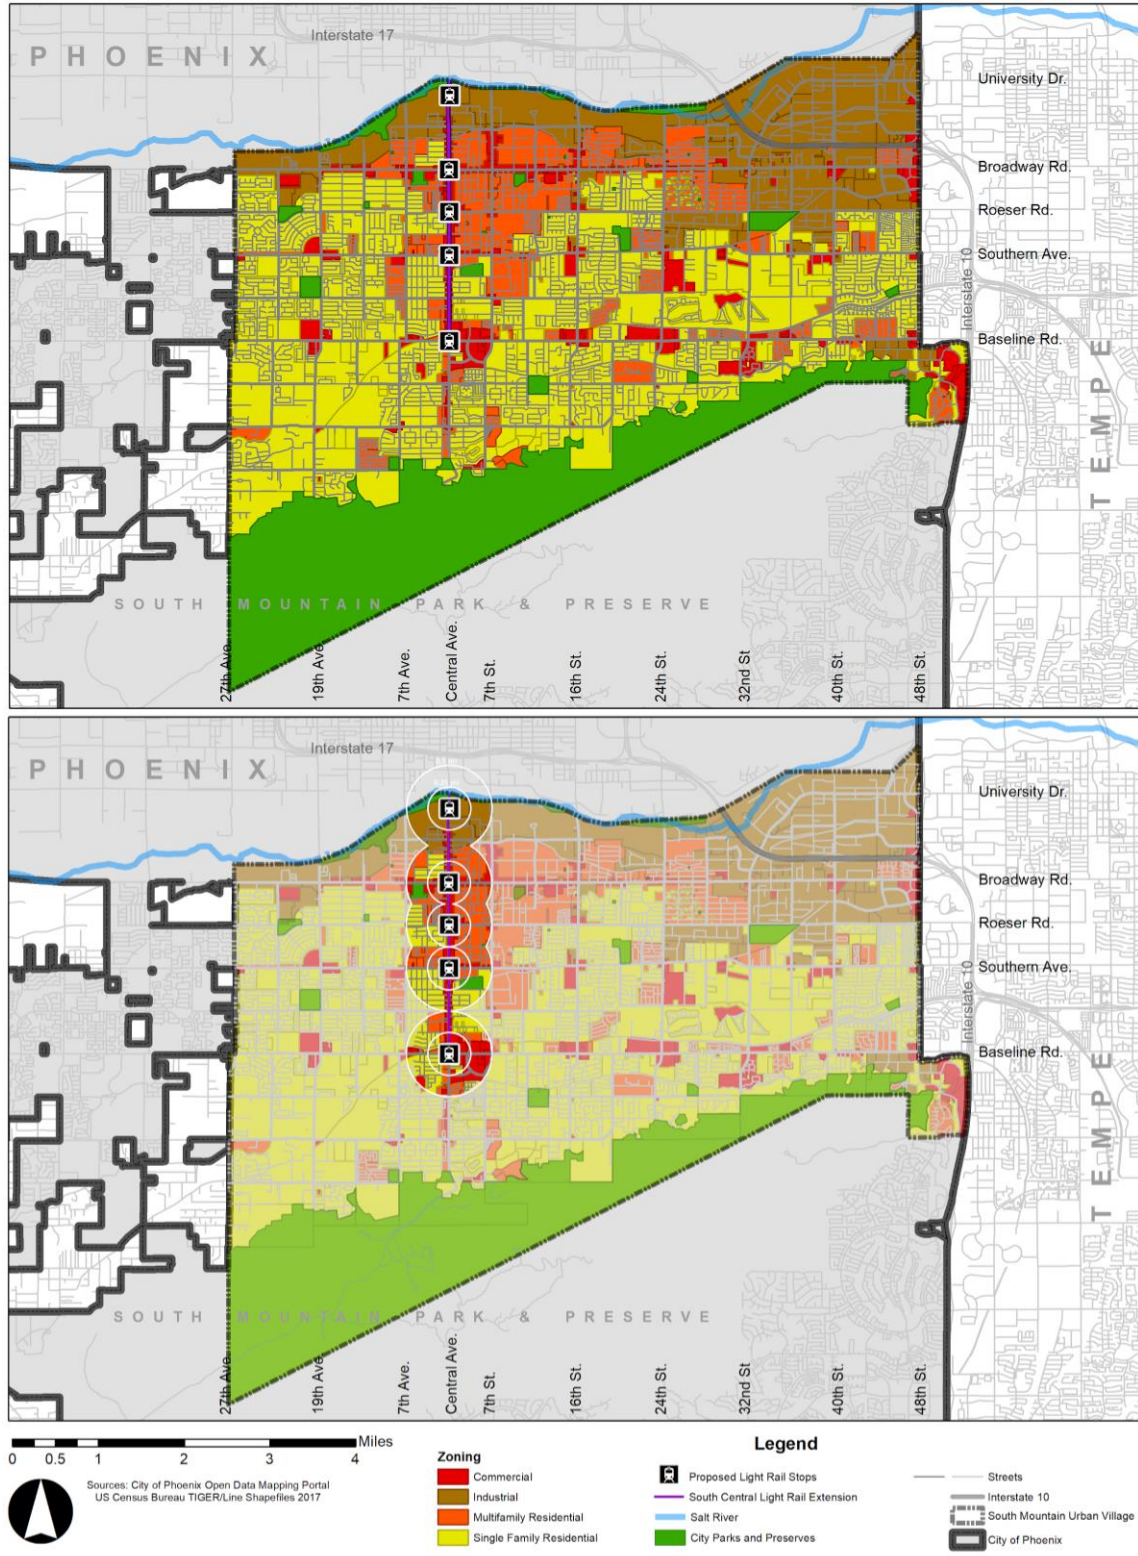 Interstate 17
PHOENIX
University Dr.
Broadway Rd.
Roeser Rd.
Southern Ave.
Interstate 10
Baseline Rd.
TEMPE
SOUTH MOUNTAIN PARK & PRESERVE
27th Ave.
19th Ave.
7th Ave.
Central Ave.
7th St.
16th St.
24th St.
32nd St
40th St.
48th St.
Interstate 17
PHOENIX
University Dr.
Broadway Rd.
Roeser Rd.
Southern Ave.
Interstate 10
Baseline Rd.
TEMPE
SOUTH MOUNTAIN PARK & PRESERVE
27th Ave.
19th Ave.
7th Ave.
Central Ave.
7th St.
16th St.
24th St.
32nd St
40th St.
48th St.
Miles
0 0.5 1 2 3 4
Sources: City of Phoenix Open Data Mapping Portal
US Census Bureau TIGER/Line Shapefiles 2017
Legend
Zoning
Commercial
Industrial
Multifamily Residential
Single Family Residential
Proposed Light Rail Stops
South Central Light Rail Extension
Salt River
City Parks and Preserves
Streets
Interstate 10
South Mountain Urban Village
City of Phoenix